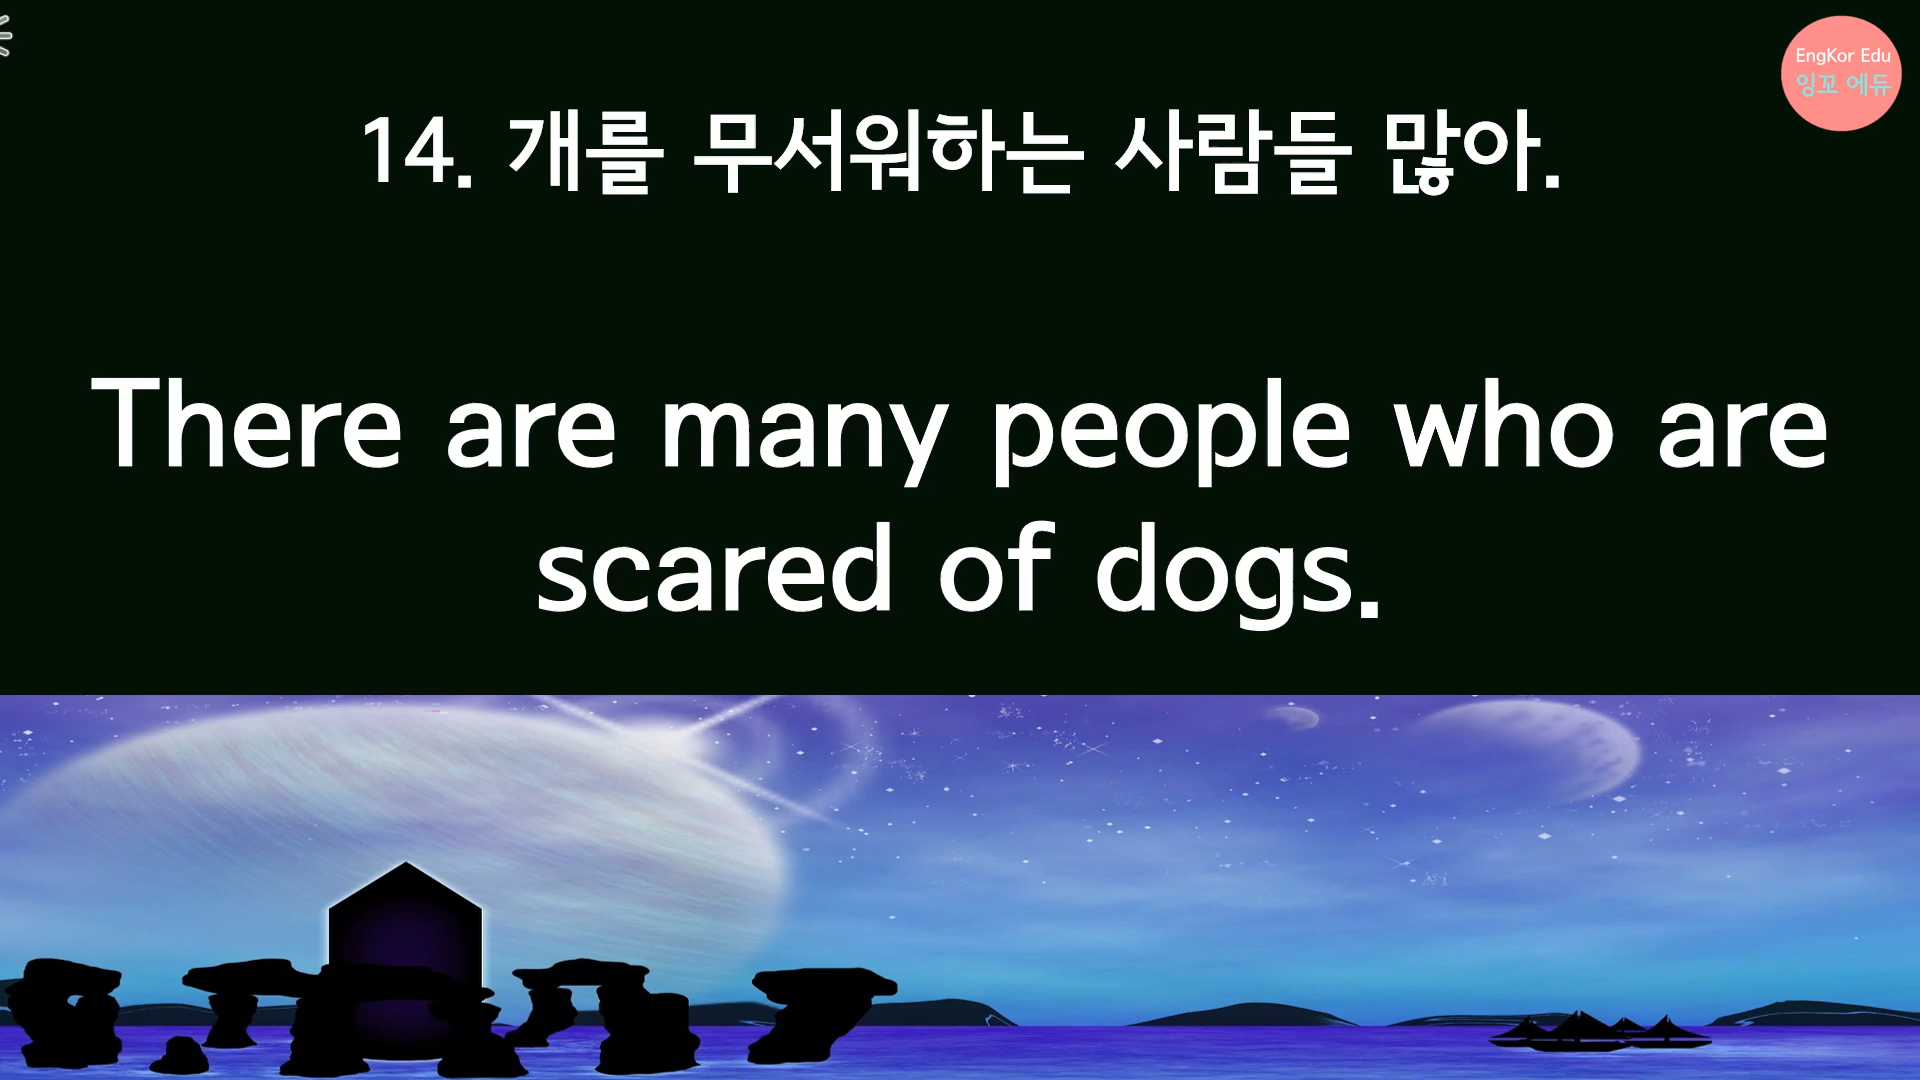 EngKor Edu
잉꼬 에듀
14. 개를 무서워하는 사람들 많아.
There are many people who are
scared of dogs.